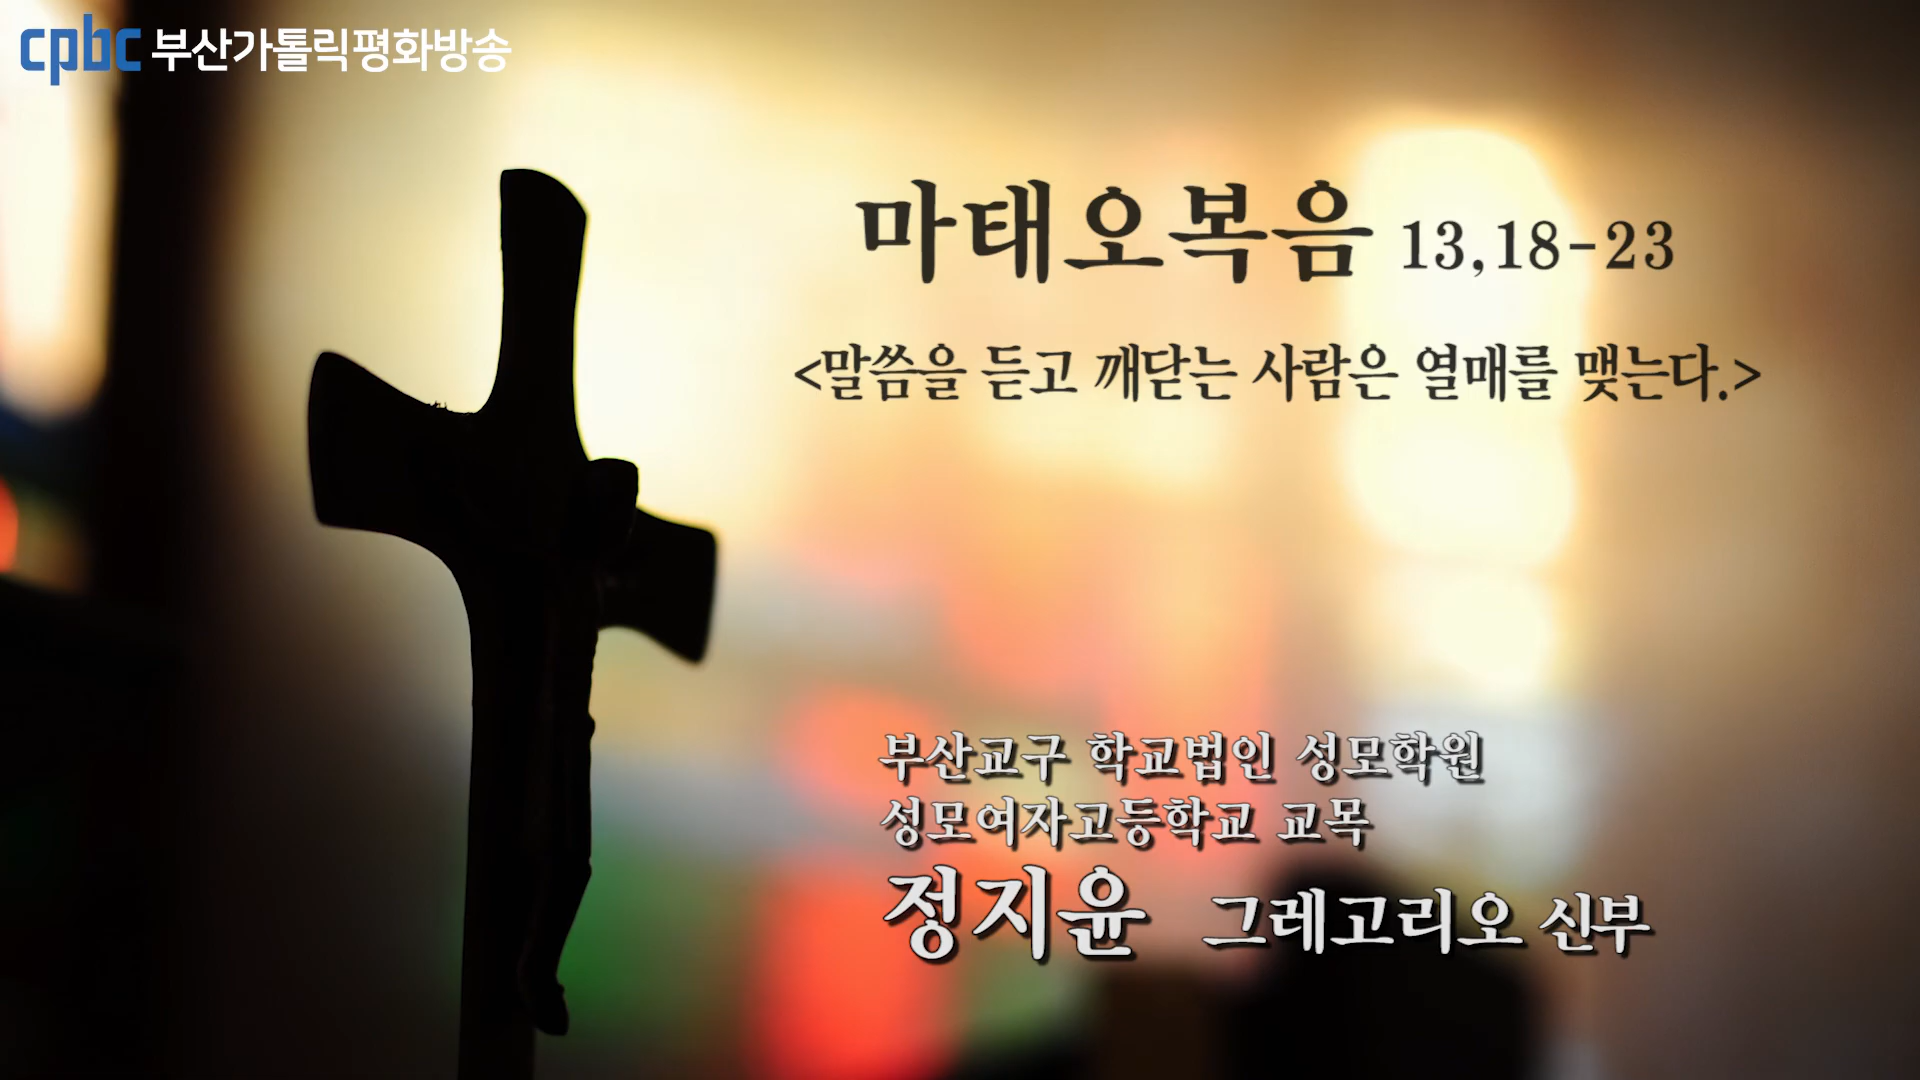 cpbc 부산가톨릭평화방송
마태오복음 13,18-23
<말씀을 듣고 깨닫는 사람은 열매를 맺는다.>
부산교구 학교법인 성모학원
성모여자고등학교 교목
정지윤 그레고리오 신부